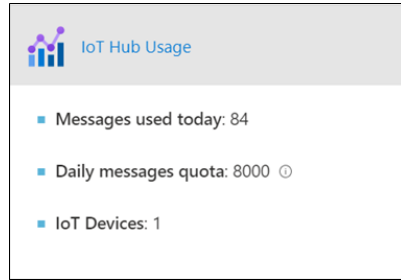 IoT Hub Usage
Messages used today: 84
Daily messages quota: 8000
IoT Devices: 1